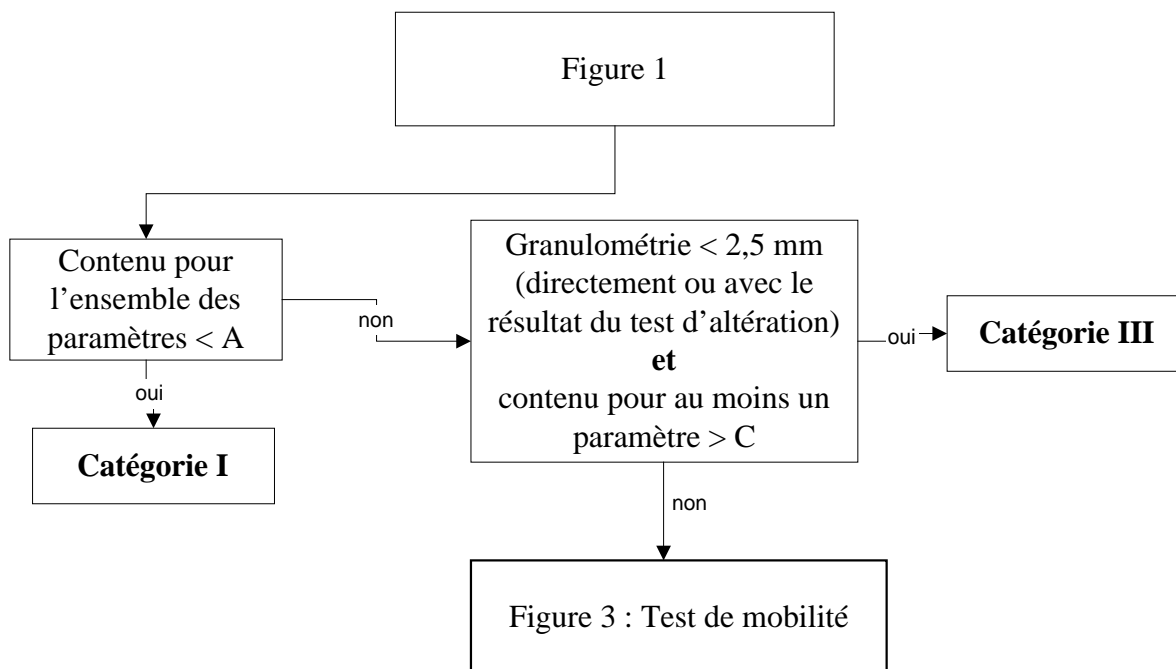 Figure 1
Contenu pour
l’ensemble des
paramètres < A
non
Granulométrie < 2,5 mm
(directement ou avec le
résultat du test d’altération)
et
contenu pour au moins un
paramètre > C
oui
Catégorie III
oui
Catégorie I
non
Figure 3 : Test de mobilité